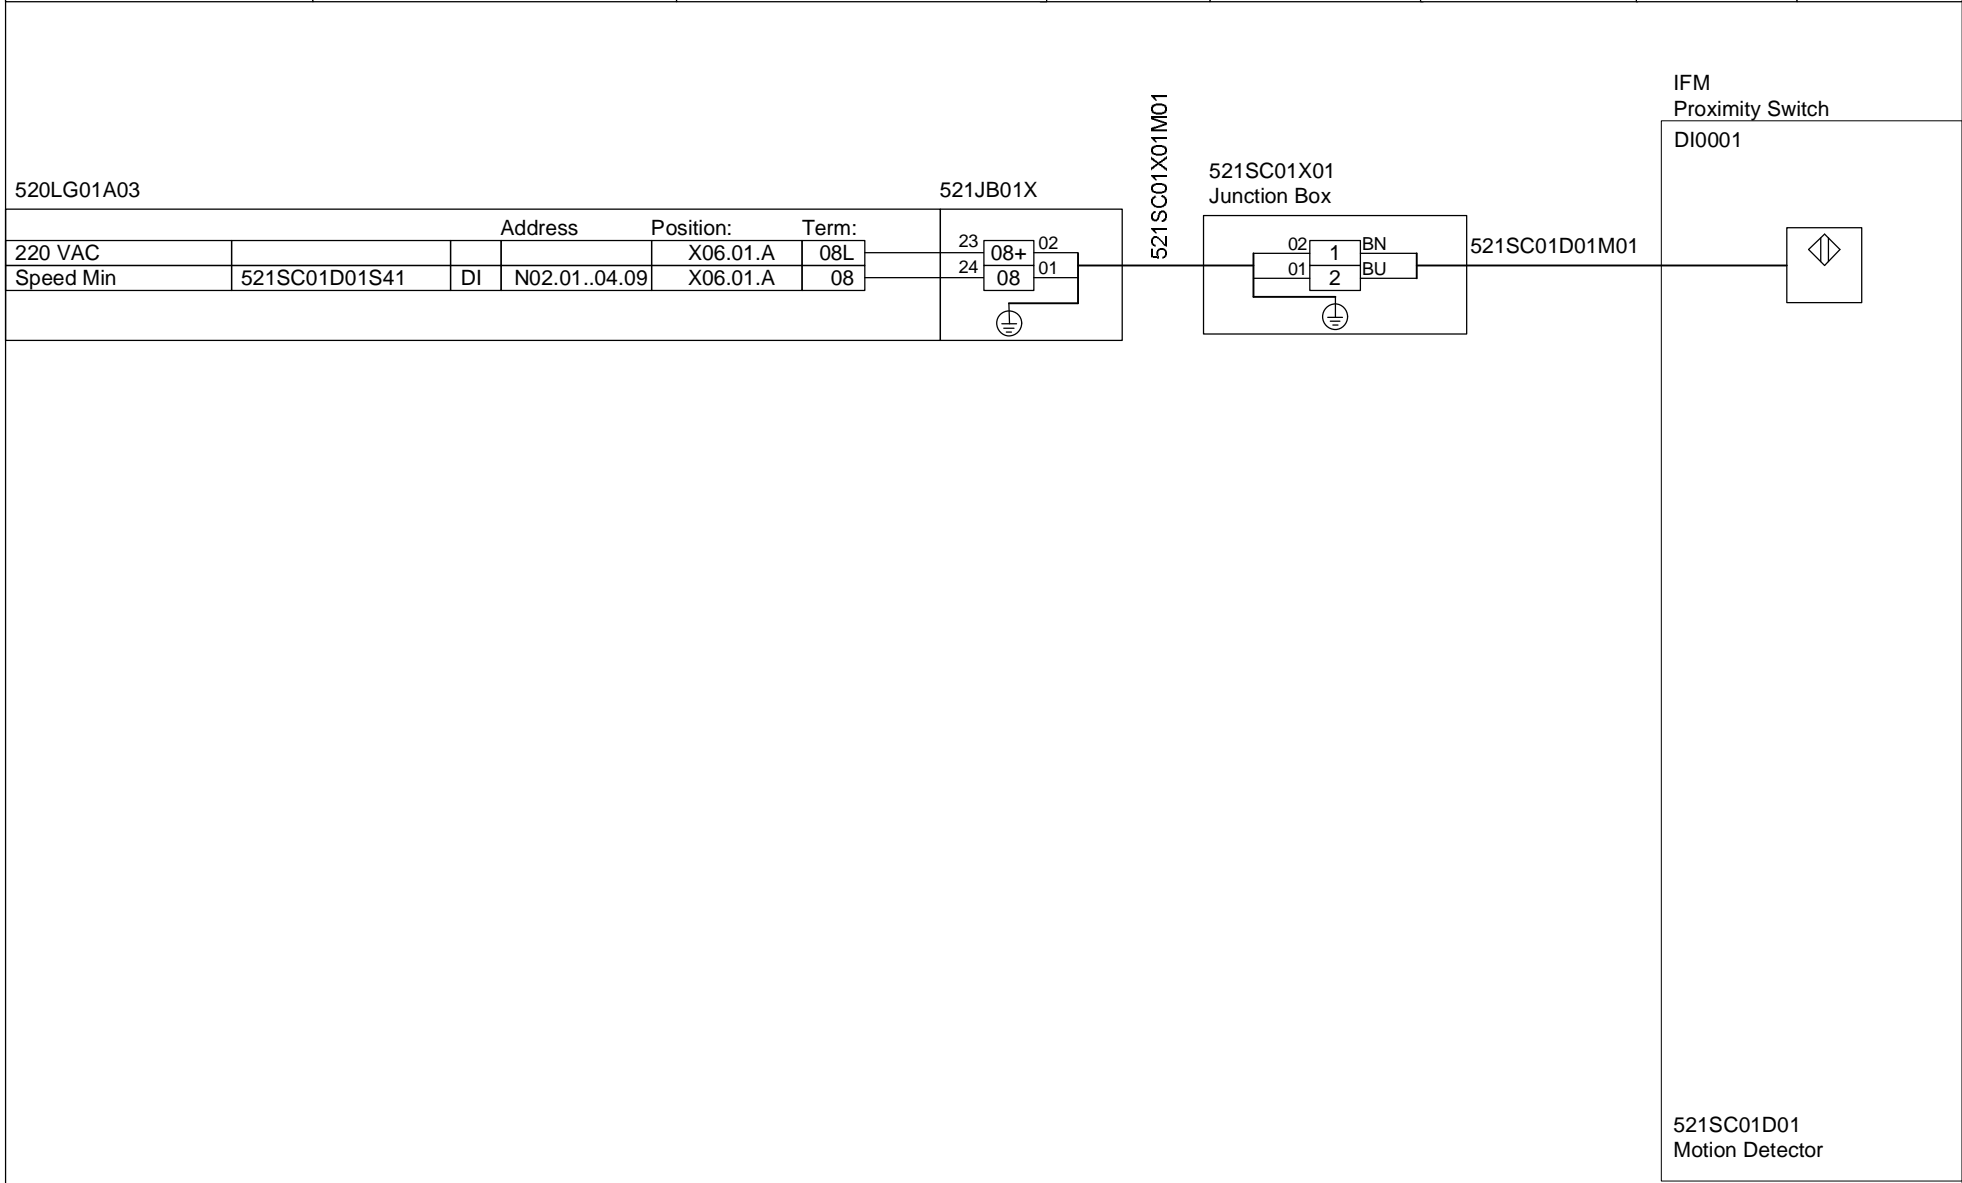 IFM
Proximity Switch
DI0001
521SC01X01M01
521SC01X01
Junction Box
520LG01A03
521JB01X
Address Position: Term:
220 VAC X06.01.A 08L 23 08+ 02
Speed Min 521SC01D01S41 DI N02.01..04.09 X06.01.A 08 24 08 01
02 1 BN
01 2 BU
521SC01D01M01
521SC01D01
Motion Detector